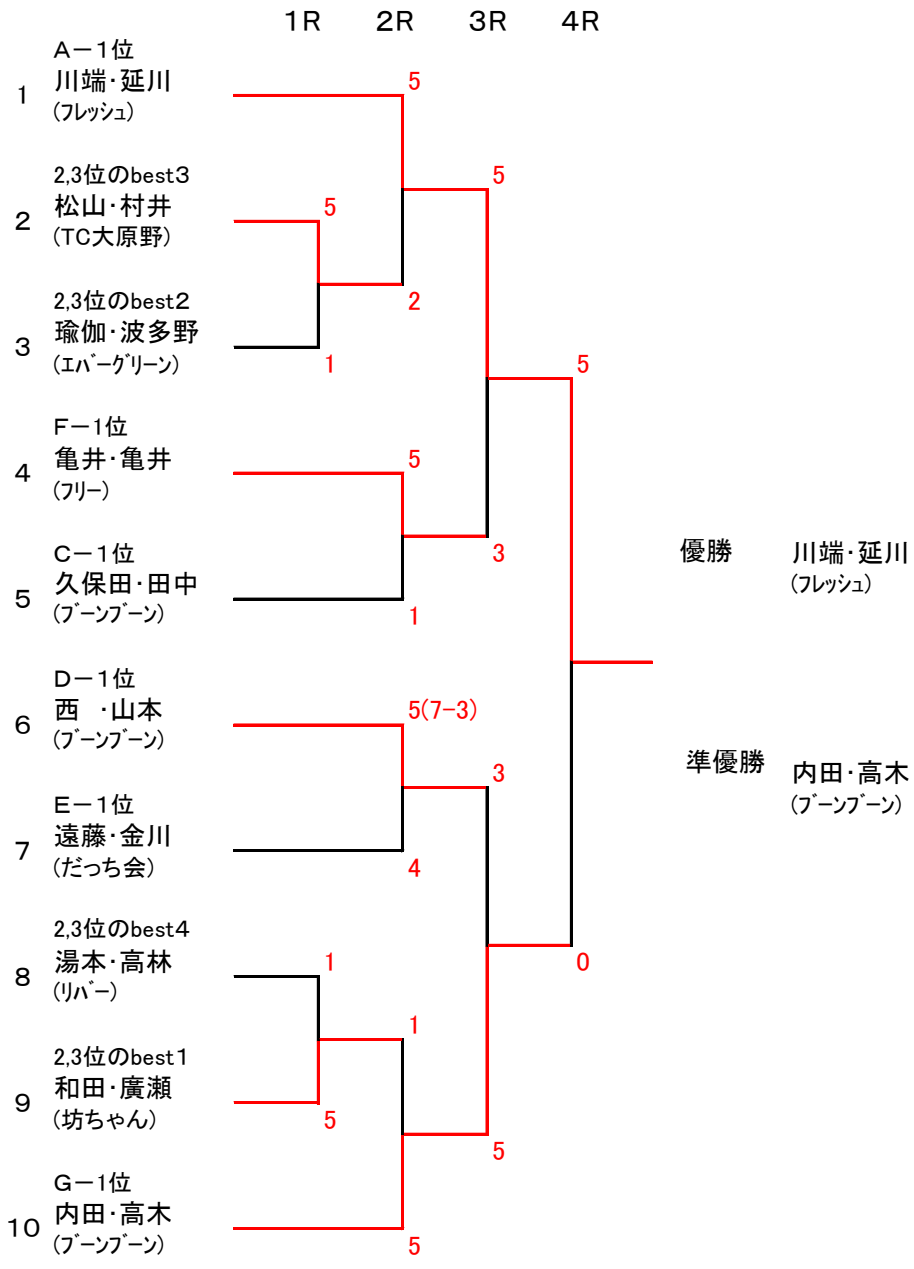 1R 2R 3R 4R
A－1位
1 川端・延川
(フレッシュ)
5
2,3位のbest3
2 松山・村井
(TC大原野)
5
5
2
2,3位のbest2
3 瑜伽・波多野
(エバーグリーン)
1
5
F－1位
4 亀井・亀井
(フリー)
5
3
C－1位
5 久保田・田中
(ブーンブーン)
1
優勝 川端・延川
(フレッシュ)
D－1位
6 西　・山本
(ブーンブーン)
5(7-3)
3
準優勝 内田・高木
(ブーンブーン)
E－1位
7 遠藤・金川
(だっち会)
4
2,3位のbest4
8 湯本・高林
(リバー)
1
0
1
2,3位のbest1
9 和田・廣瀬
(坊ちゃん)
5
5
G－1位
10 内田・高木
(ブーンブーン)
5